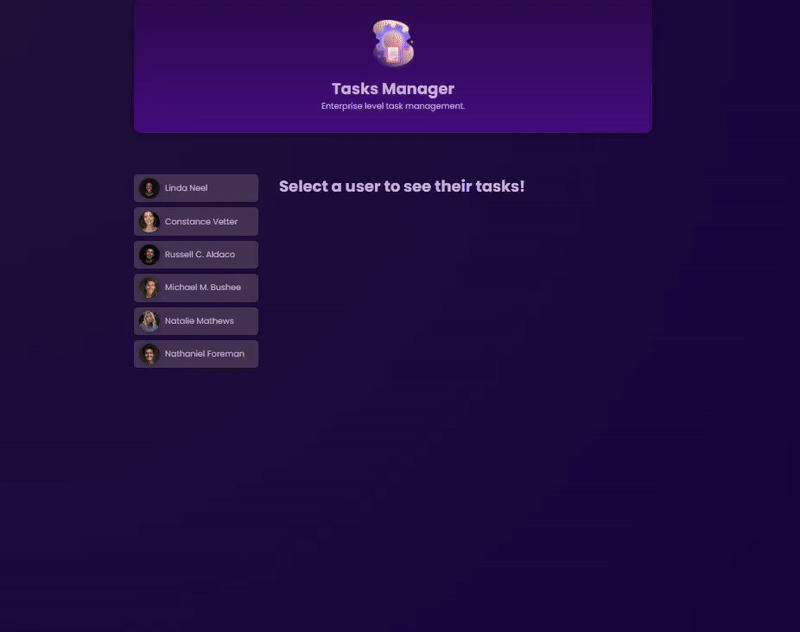 Tasks Manager
Enterprise level task management.
Linda Neel
Select a user to see their tasks!
Constance Vetter
Russell C. Aldaco
Michael M. Bushee
Natalie Mathews
Nathaniel Foreman